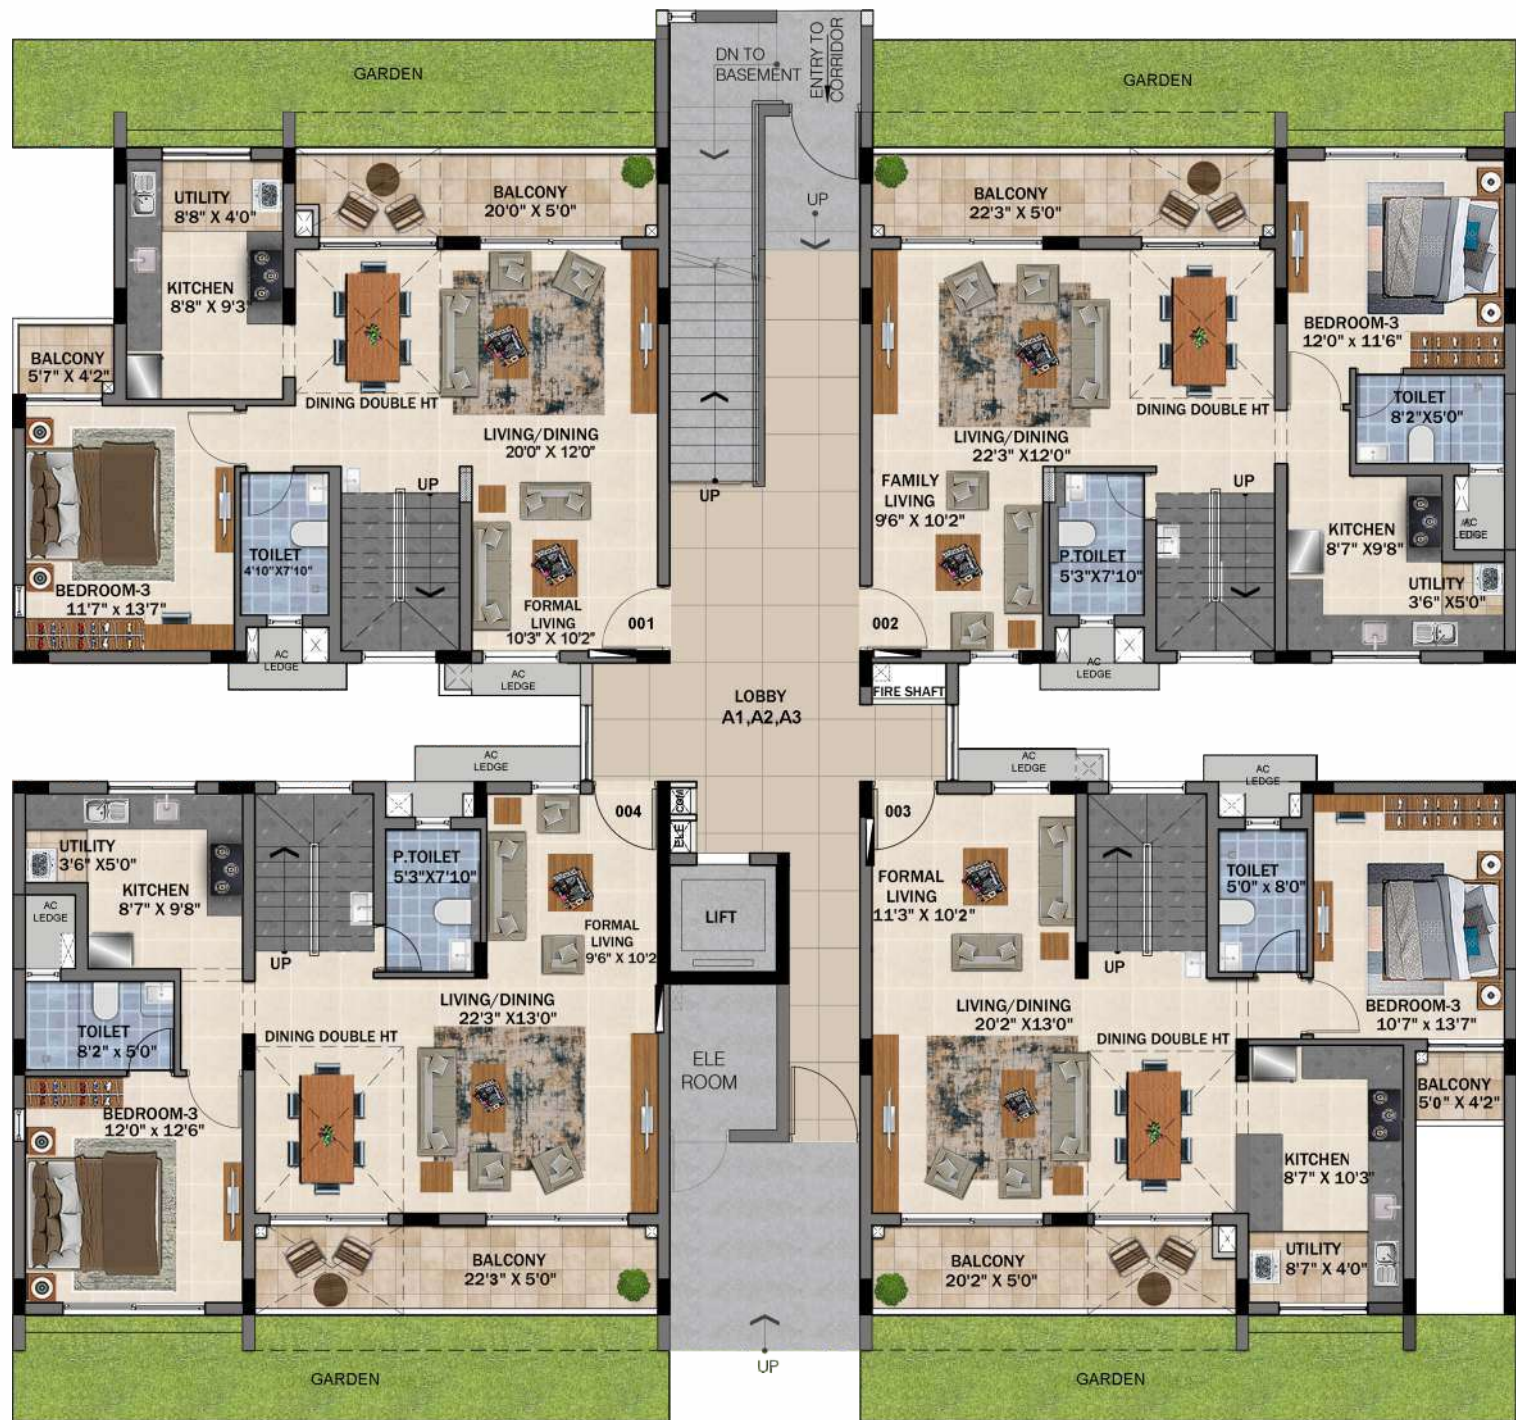 GARDEN
DN TO
BASEMENT
ENTRY TO
CORRIDOR
GARDEN
UTILITY
8'8" X 4'0"
BALCONY
20'0" X 5'0"
UP
BALCONY
22'3" X 5'0"
KITCHEN
8'8" X 9'3"
BALCONY
5'7" X 4'2"
BEDROOM-3
12'0" x 11'6"
DINING DOUBLE HT
DINING DOUBLE HT
TOILET
8'2"X5'0"
LIVING/DINING
20'0" X 12'0"
LIVING/DINING
22'3" X12'0"
UP
UP
FAMILY
LIVING
9'6" X 10'2"
UP
TOILET
4'10"X7'10"
P.TOILET
5'3"X7'10"
KITCHEN
8'7" X9'8"
AC
LEDGE
BEDROOM-3
11'7" x 13'7"
FORMAL
LIVING
10'3" X 10'2"
001
002
UTILITY
3'6" X5'0"
AC
LEDGE
AC
LEDGE
AC
LEDGE
LOBBY
A1,A2,A3
FIRE SHAFT
AC
LEDGE
AC
LEDGE
AC
LEDGE
004
COM
ELE
003
UTILITY
3'6" X5'0"
KITCHEN
8'7" X 9'8"
P.TOILET
5'3"X7'10"
AC
LEDGE
FORMAL
LIVING
9'6" X 10'2
LIFT
FORMAL
LIVING
11'3" X 10'2"
TOILET
5'0" x 8'0"
UP
UP
LIVING/DINING
22'3" X13'0"
LIVING/DINING
20'2" X13'0"
BEDROOM-3
10'7" x 13'7"
TOILET
8'2" x 5'0"
DINING DOUBLE HT
DINING DOUBLE HT
ELE
ROOM
BALCONY
5'0" X 4'2"
BEDROOM-3
12'0" x 12'6"
KITCHEN
8'7" X 10'3"
BALCONY
22'3" X 5'0"
BALCONY
20'2" X 5'0"
UTILITY
8'7" X 4'0"
UP
GARDEN
GARDEN